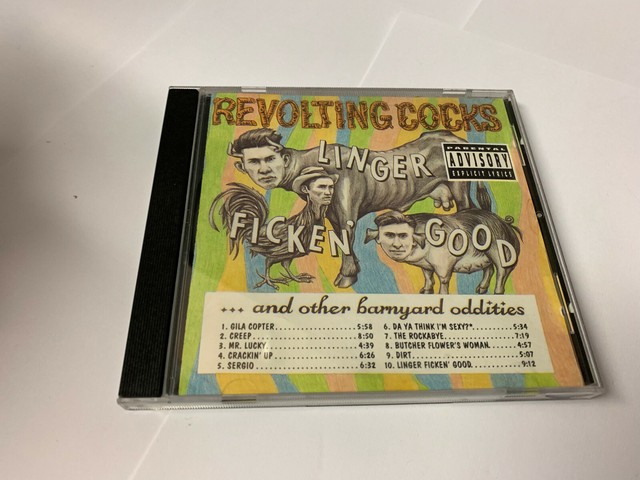 REVOLTING COCKS
LINGER
PARENTAL
ADVISORY
EXPLICIT LYRICS
FICKEN'
GOOD
... and other barnyard oddities
1. GILA COPTER....................5:58
2. CREEP..........................8:50
3. MR. LUCKY......................4:39
4. CRACKIN' UP....................6:26
5. SERGIO.........................6:32
6. DA YA THINK I'M SEXY?*.........5:34
7. THE ROCKABYE...................7:19
8. BUTCHER FLOWER'S WOMAN.........4:57
9. DIRT...........................5:07
10. LINGER FICKEN' GOOD...........9:12